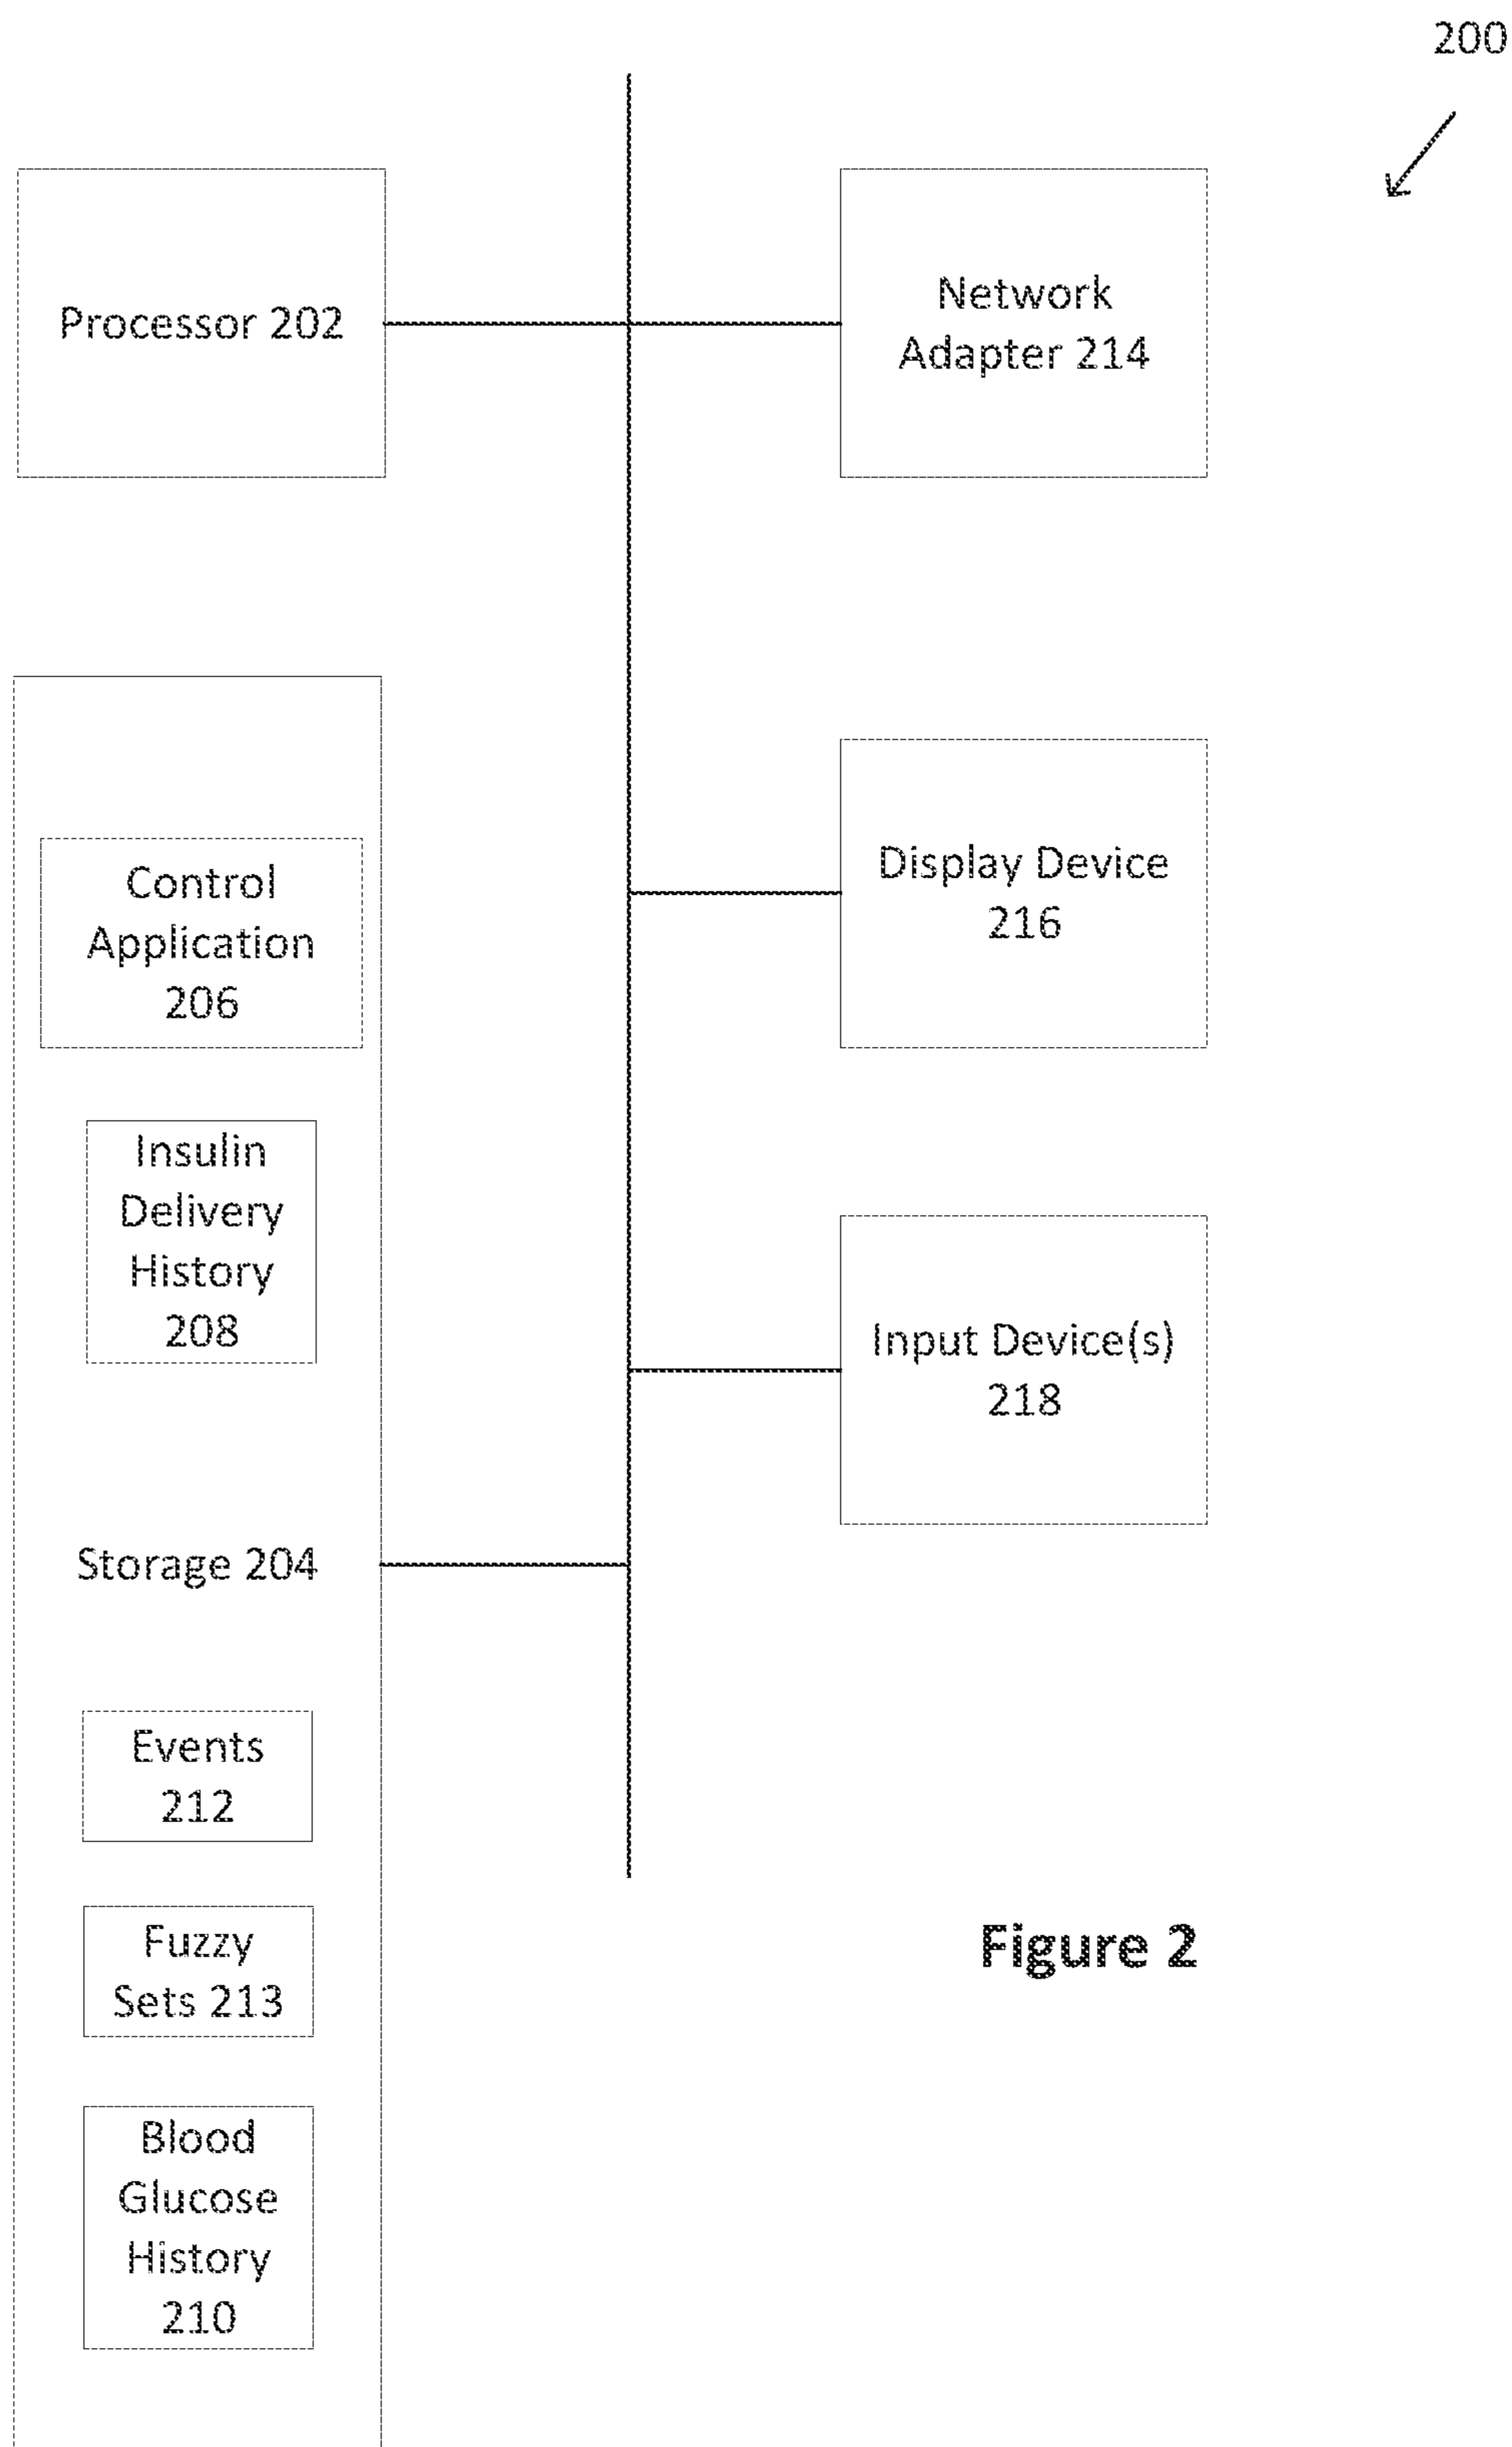 200
Processor 202
Network
Adapter 214
Control
Application
206
Display Device
216
Insulin
Delivery
History
208
Input Device(s)
218
Storage 204
Events
212
Fuzzy
Sets 213
Blood
Glucose
History
210
Figure 2